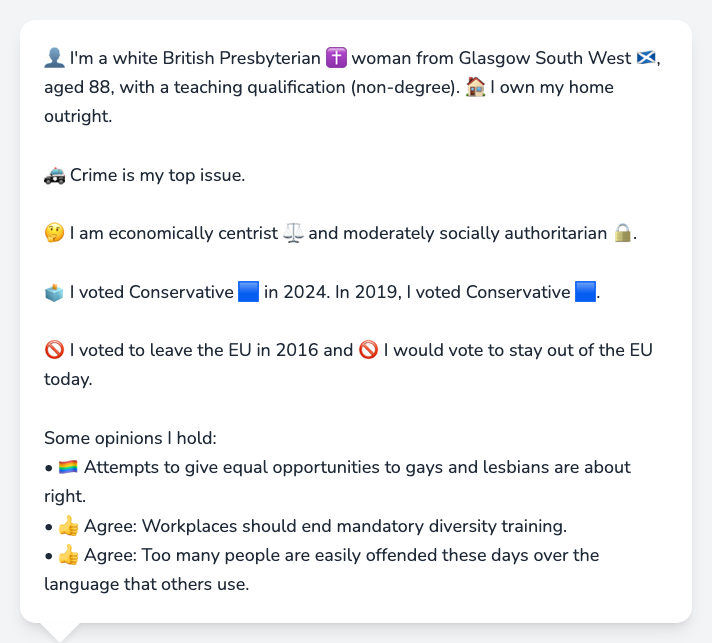 👤 I'm a white British Presbyterian ✝️ woman from Glasgow South West 🏴󠁧󠁢󠁳󠁣󠁴󠁿,
aged 88, with a teaching qualification (non-degree). 🏠 I own my home
outright.
🚓 Crime is my top issue.
🤔 I am economically centrist ⚖️ and moderately socially authoritarian 🔒.
🗳️ I voted Conservative 🟦 in 2024. In 2019, I voted Conservative 🟦.
🚫 I voted to leave the EU in 2016 and 🚫 I would vote to stay out of the EU
today.
Some opinions I hold:
• 🏳️‍🌈 Attempts to give equal opportunities to gays and lesbians are about
right.
• 👍 Agree: Workplaces should end mandatory diversity training.
• 👍 Agree: Too many people are easily offended these days over the
language that others use.